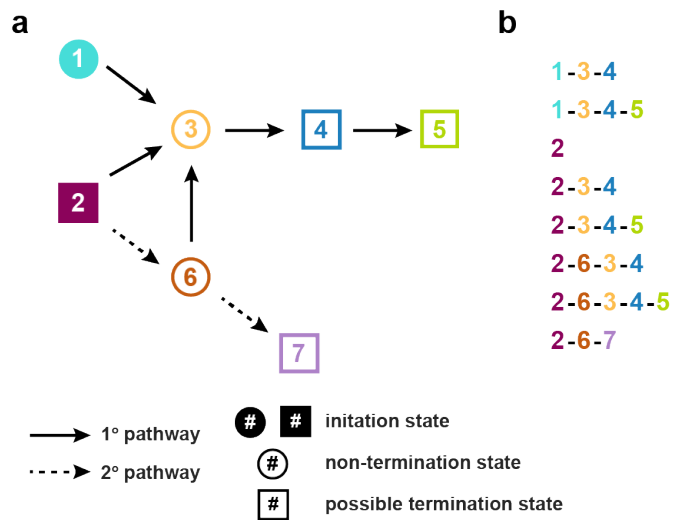 a
1
2
3
4
5
6
7
b
1-3-4
1-3-4-5
2
2-3-4
2-3-4-5
2-6-3-4
2-6-3-4-5
2-6-7
1° pathway
2° pathway
# # initation state
# non-termination state
# possible termination state